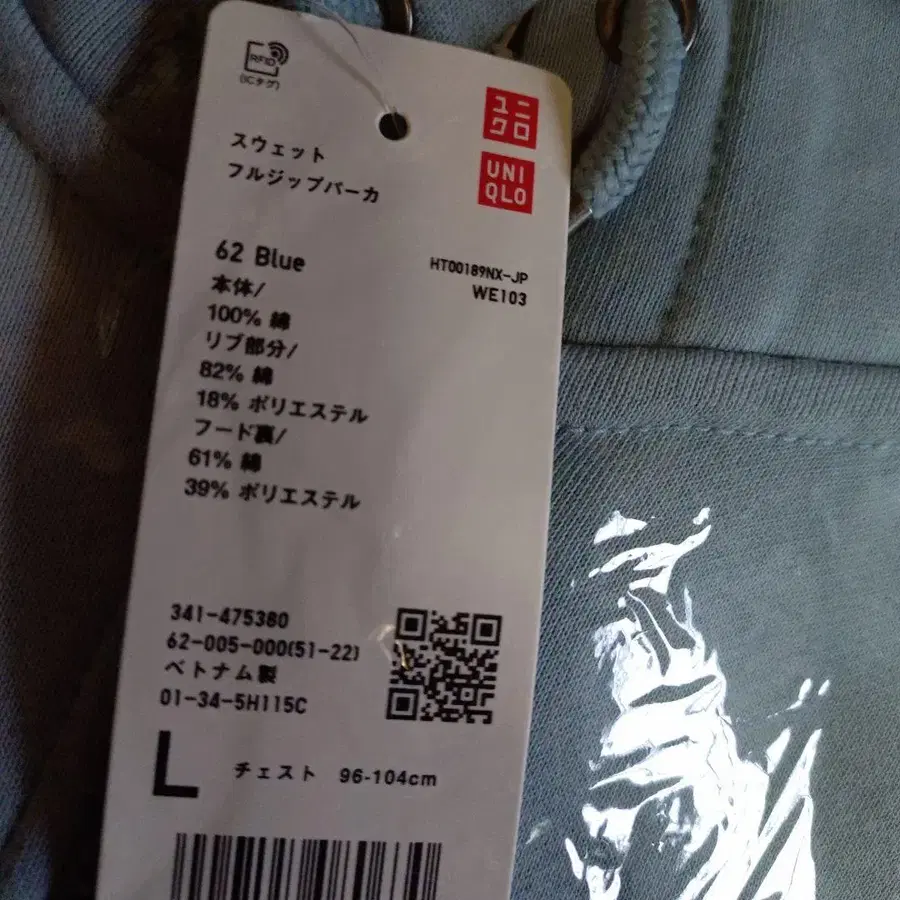 RFID
(ICタグ)
ユニ
クロ
UNI
QLO
スウェット
フルジップパーカ
62 Blue
HT00189NX-JP
WE103
本体/
100% 綿
リブ部分/
82% 綿
18% ポリエステル
フード裏/
61% 綿
39% ポリエステル
341-475380
62-005-000(51-22)
ベトナム製
01-34-5H115C
L チェスト 96-104cm